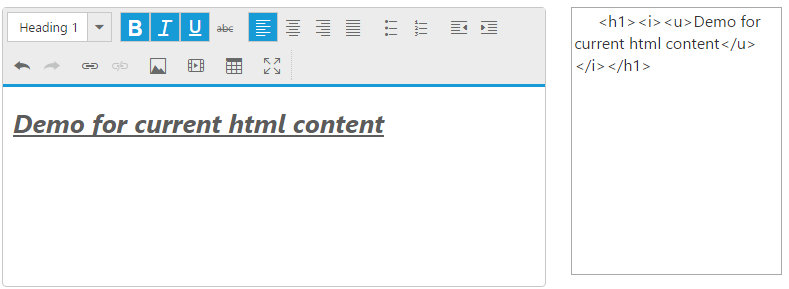 Heading 1 B I U abc
Demo for current html content
<h1><i><u>Demo for
current html content</u>
</i></h1>